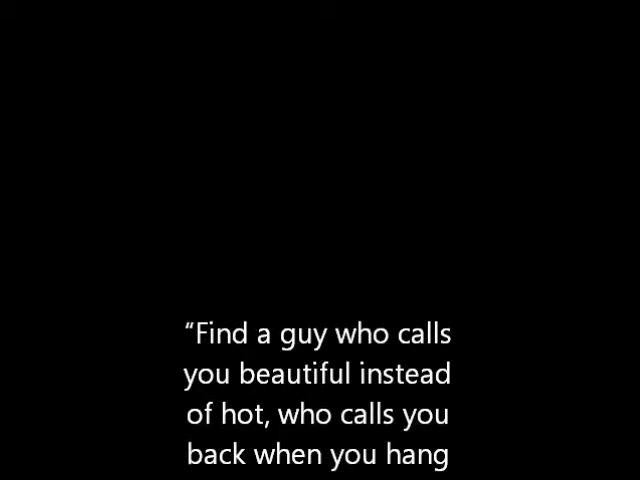 “Find a guy who calls
you beautiful instead
of hot, who calls you
back when you hang